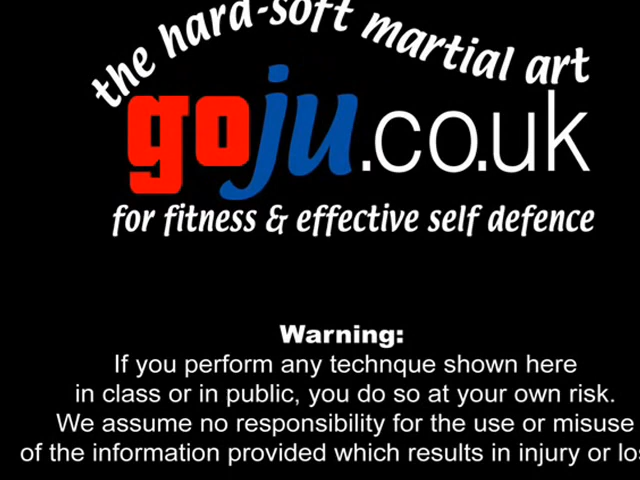 the hard-soft martial art
goju.co.uk
for fitness & effective self defence
Warning:
If you perform any technque shown here
in class or in public, you do so at your own risk.
We assume no responsibility for the use or misuse
of the information provided which results in injury or